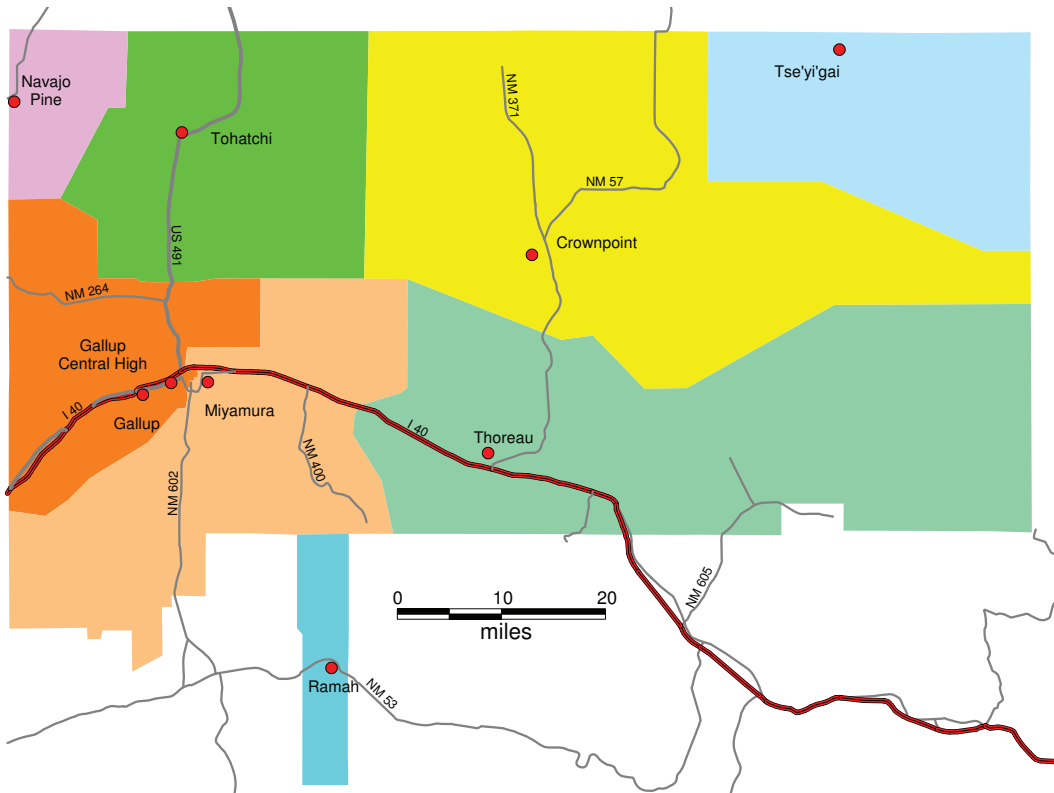 Navajo
Pine
Tse'yi'gai
NM 371
Tohatchi
NM 57
US 491
Crownpoint
NM 264
Gallup
Central High
I 40
Gallup
Miyamura
I 40
Thoreau
NM 400
NM 602
NM 605
0 10 20
miles
Ramah
NM 53